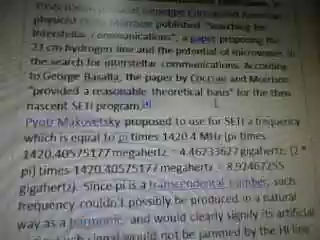 physicist Philip Morrison published "Searching for
interstellar communications", a paper proposing the
21 cm hydrogen line and the potential of microwaves in
the search for interstellar communications. According
to George Basalla, the paper by Cocconi and Morrison
"provided a reasonable theoretical basis" for the then
nascent SETI program.
Pyotr Makovetsky proposed to use for SETI a frequency
which is equal to pi times 1420.4 MHz (pi times
1420.40575177 megahertz = 4.46233627 gigahertz; (2 *
pi) times 1420.40575177 megahertz = 8.92467255
gigahertz). Since pi is a transcendental number, such
frequency couldn't possibly be produced in a natural
way as a harmonic, and would clearly signify its artificial
signal would not be jammed by the HI line